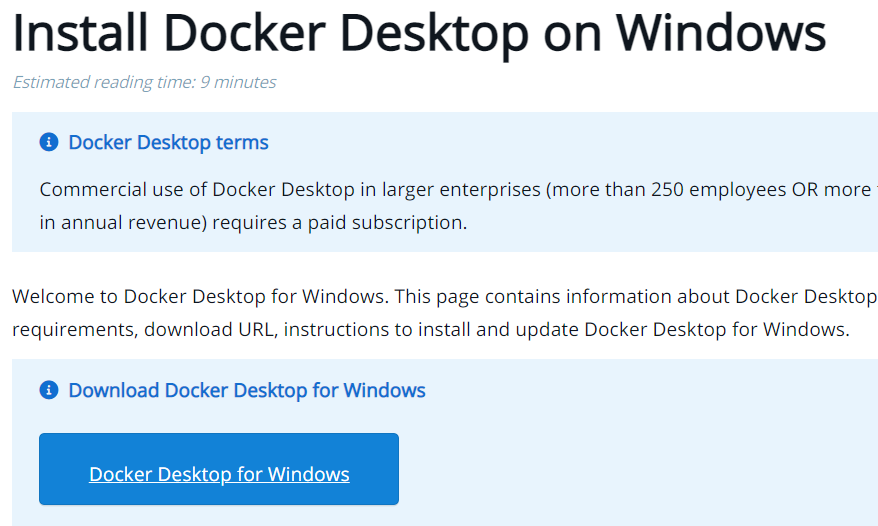 Install Docker Desktop on Windows
Estimated reading time: 9 minutes
Docker Desktop terms
Commercial use of Docker Desktop in larger enterprises (more than 250 employees OR more
in annual revenue) requires a paid subscription.
Welcome to Docker Desktop for Windows. This page contains information about Docker Desktop
requirements, download URL, instructions to install and update Docker Desktop for Windows.
Download Docker Desktop for Windows
Docker Desktop for Windows